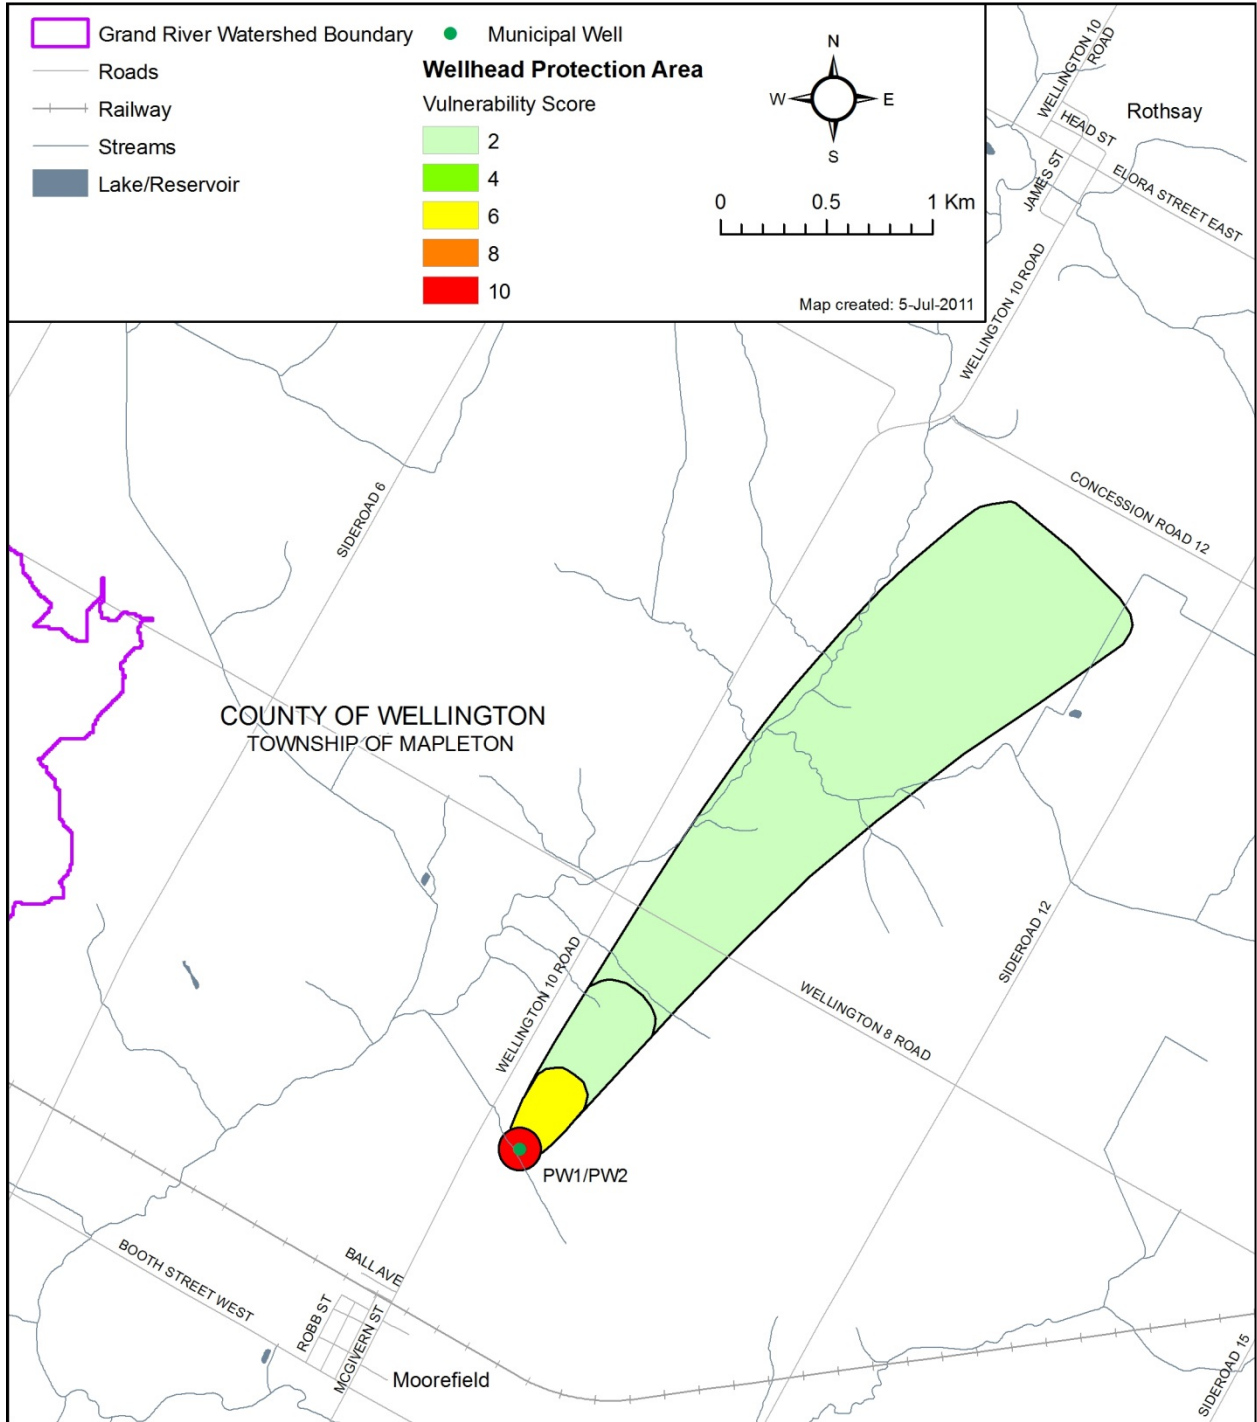 Grand River Watershed Boundary
Roads
Railway
Streams
Lake/Reservoir
Municipal Well
Wellhead Protection Area
Vulnerability Score
2
4
6
8
10
N
W
E
S
0
0.5
1 Km
Map created: 5-Jul-2011
WELLINGTON 10
ROAD
Rothsay
HEAD ST
JAMES ST
ELORA STREET EAST
WELLINGTON 10 ROAD
CONCESSION ROAD 12
SIDEROAD 6
COUNTY OF WELLINGTON
TOWNSHIP OF MAPLETON
WELLINGTON 10 ROAD
SIDEROAD 12
WELLINGTON 8 ROAD
PW1/PW2
BOOTH STREET WEST
BALL AVE
ROBB ST
MCGIVERN ST
Moorefield
SIDEROAD 15